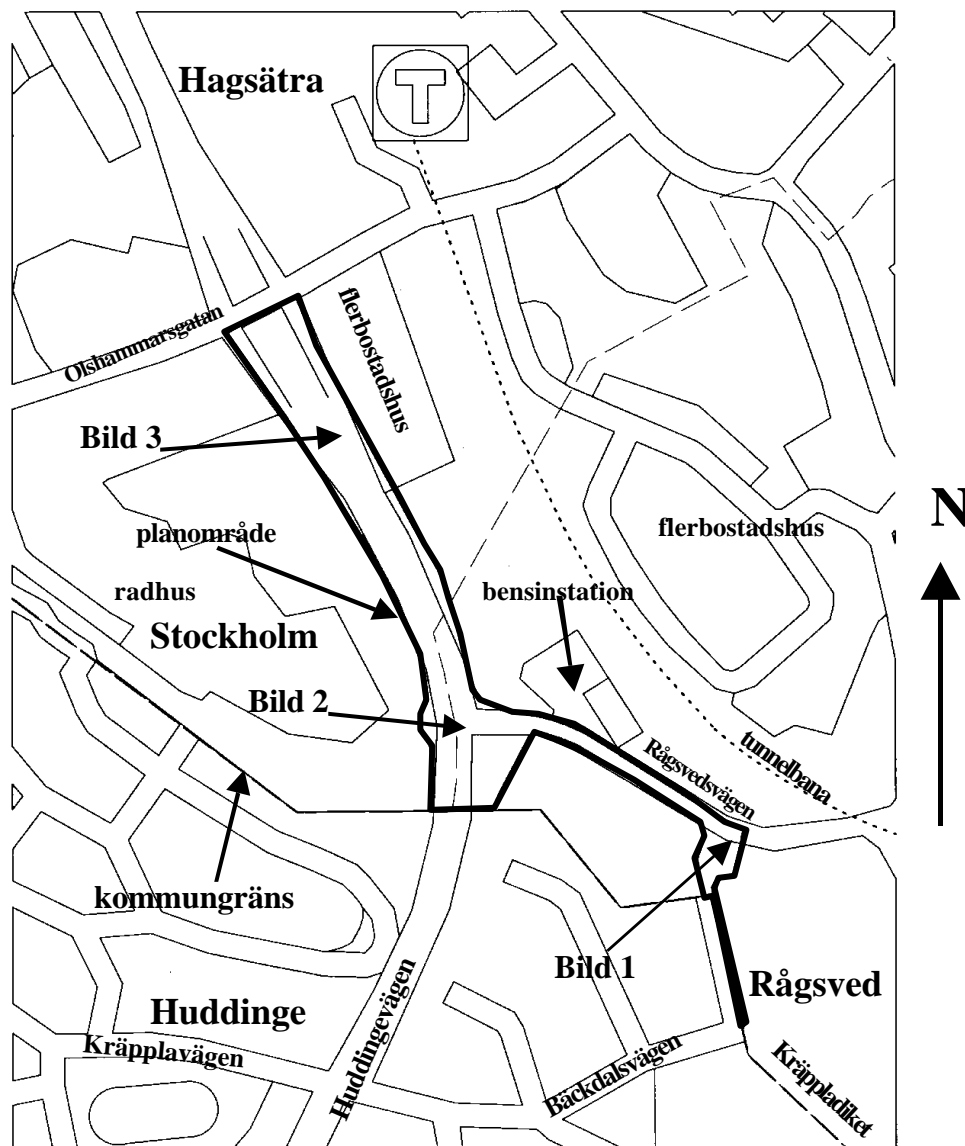 Hagsätra
T
flerbostadshus
Olshammarsgatan
Bild 3
N
planområde
flerbostadshus
radhus
bensinstation
Stockholm
Bild 2
tunnelbana
Rågsvedsvägen
kommungräns
Bild 1
Rågsved
Huddinge
Huddingevägen
Kräpplavägen
Bäckdalsvägen
Kräppladiket